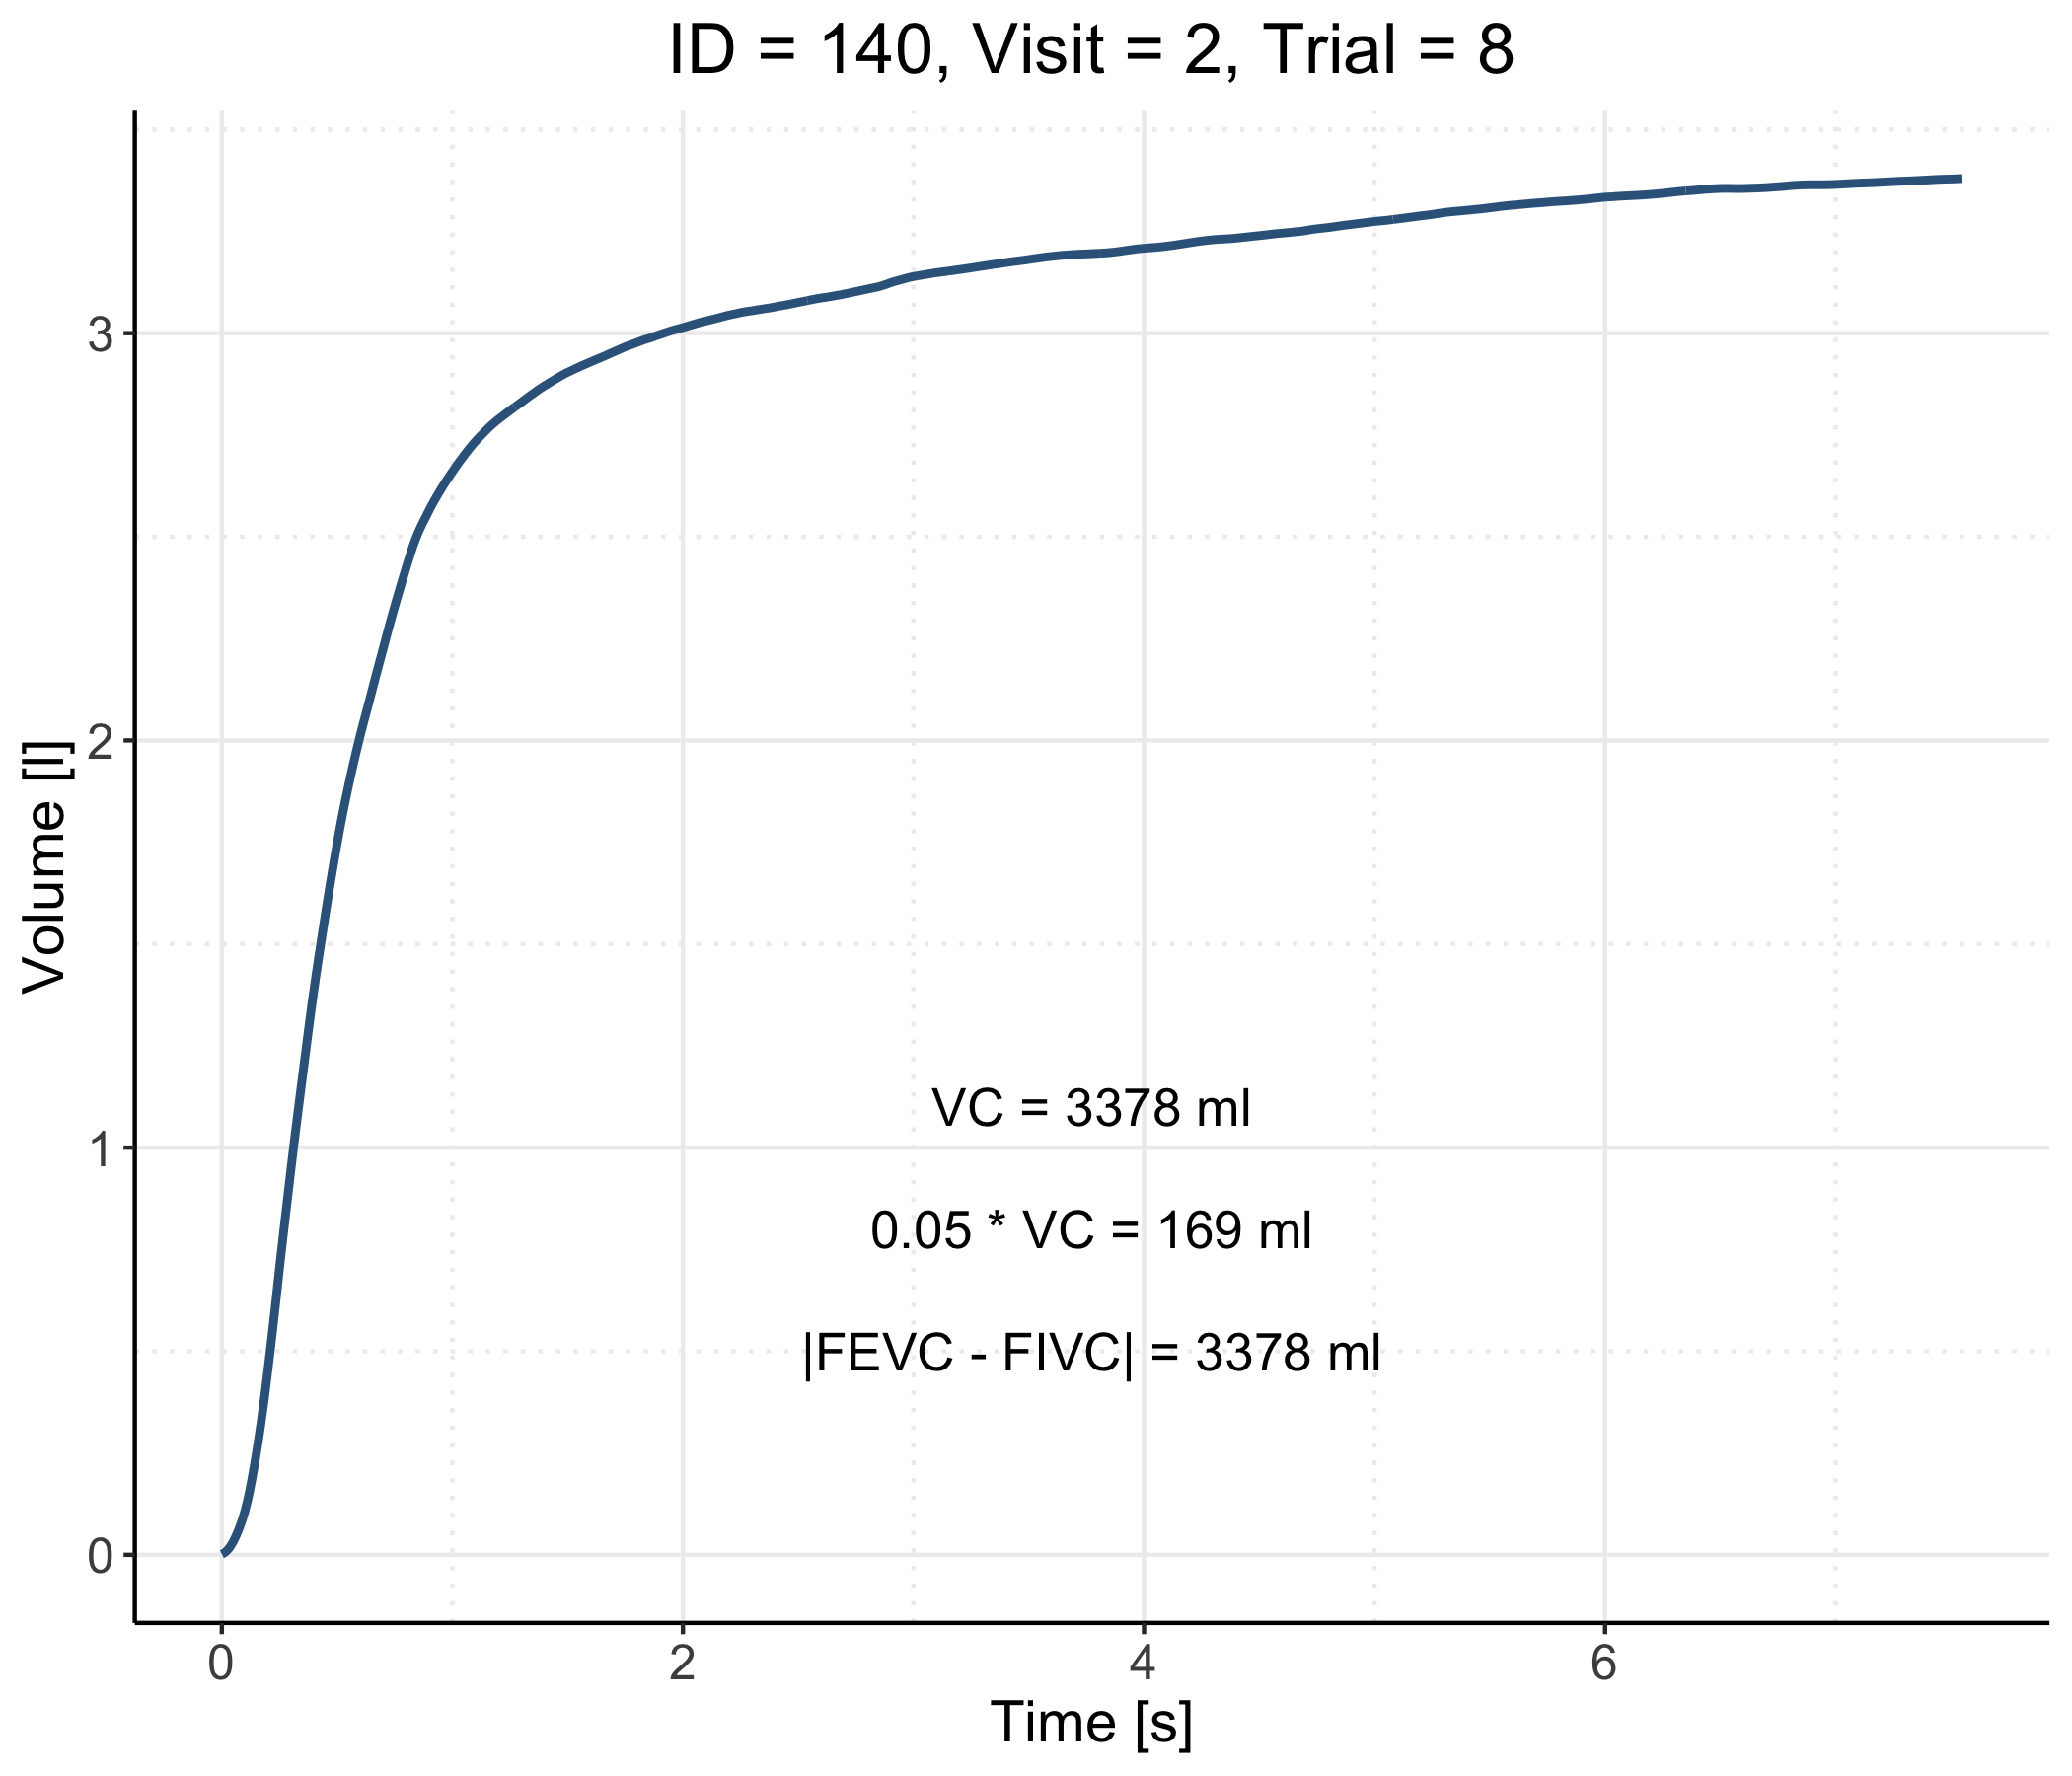 ID = 140, Visit = 2, Trial = 8
3
2
1
0
Volume [l]
VC = 3378 ml
0.05 * VC = 169 ml
|FEVC - FIVC| = 3378 ml
0 2 4 6
Time [s]